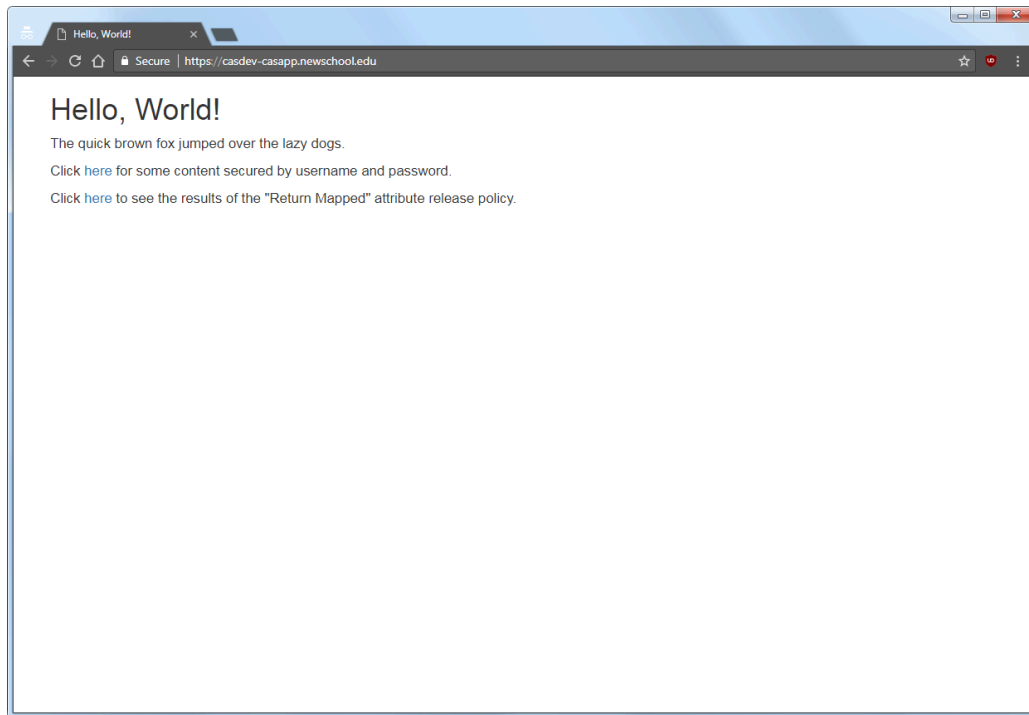 Hello, World!
Secure | https://casdev-casapp.newschool.edu
Hello, World!
The quick brown fox jumped over the lazy dogs.
Click here for some content secured by username and password.
Click here to see the results of the "Return Mapped" attribute release policy.